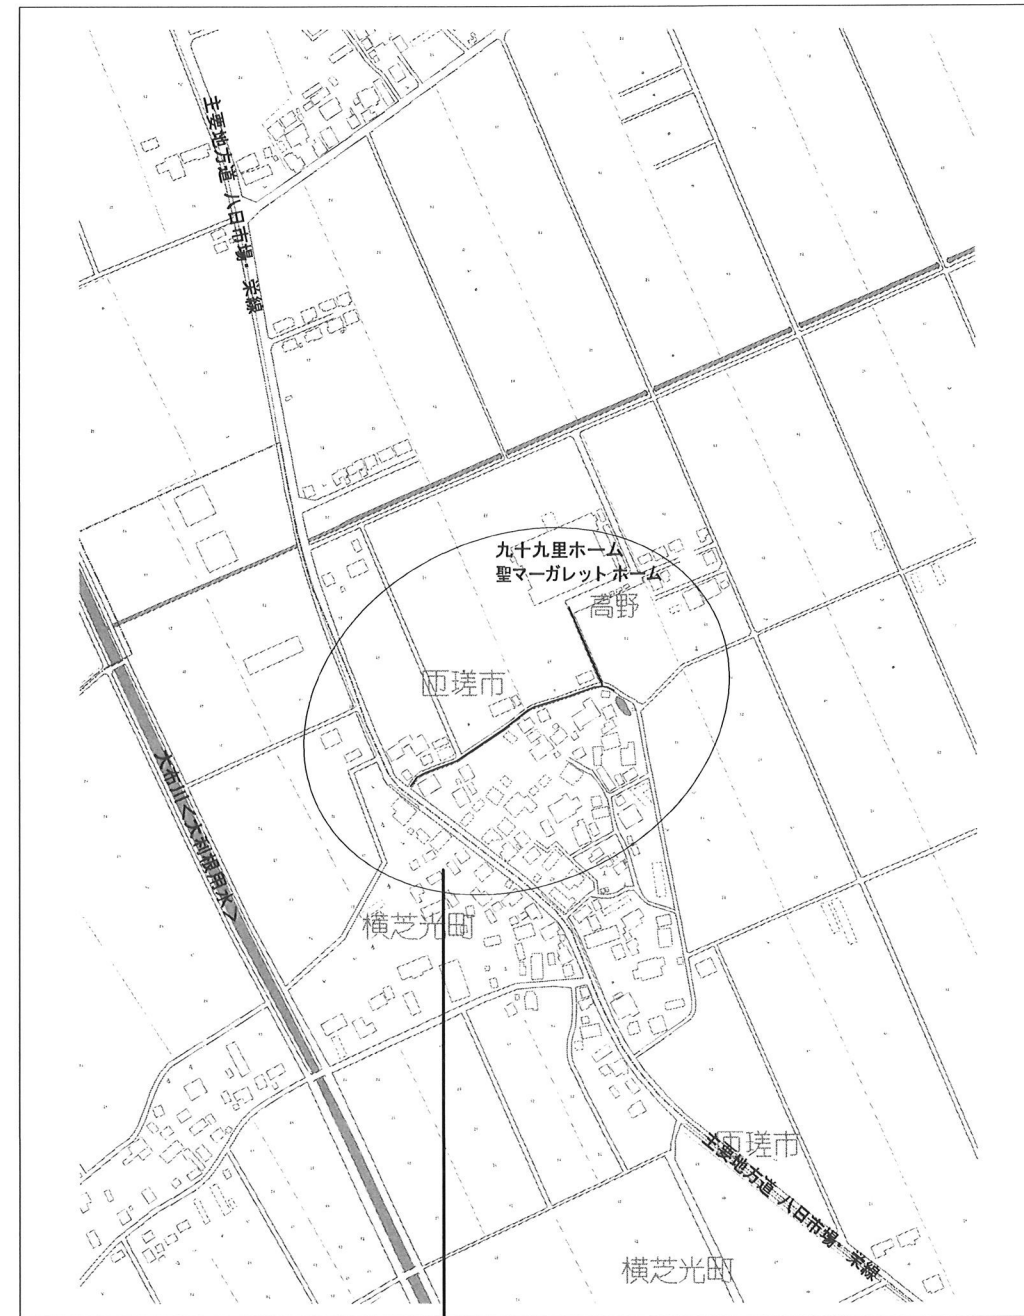 主要地方道 八日市場・栄線
九十九里ホーム
聖マーガレット ホーム
高野
匝瑳市
大布川<大利根用水>
横芝光町
匝瑳市
主要地方道 八日市場・栄線
横芝光町